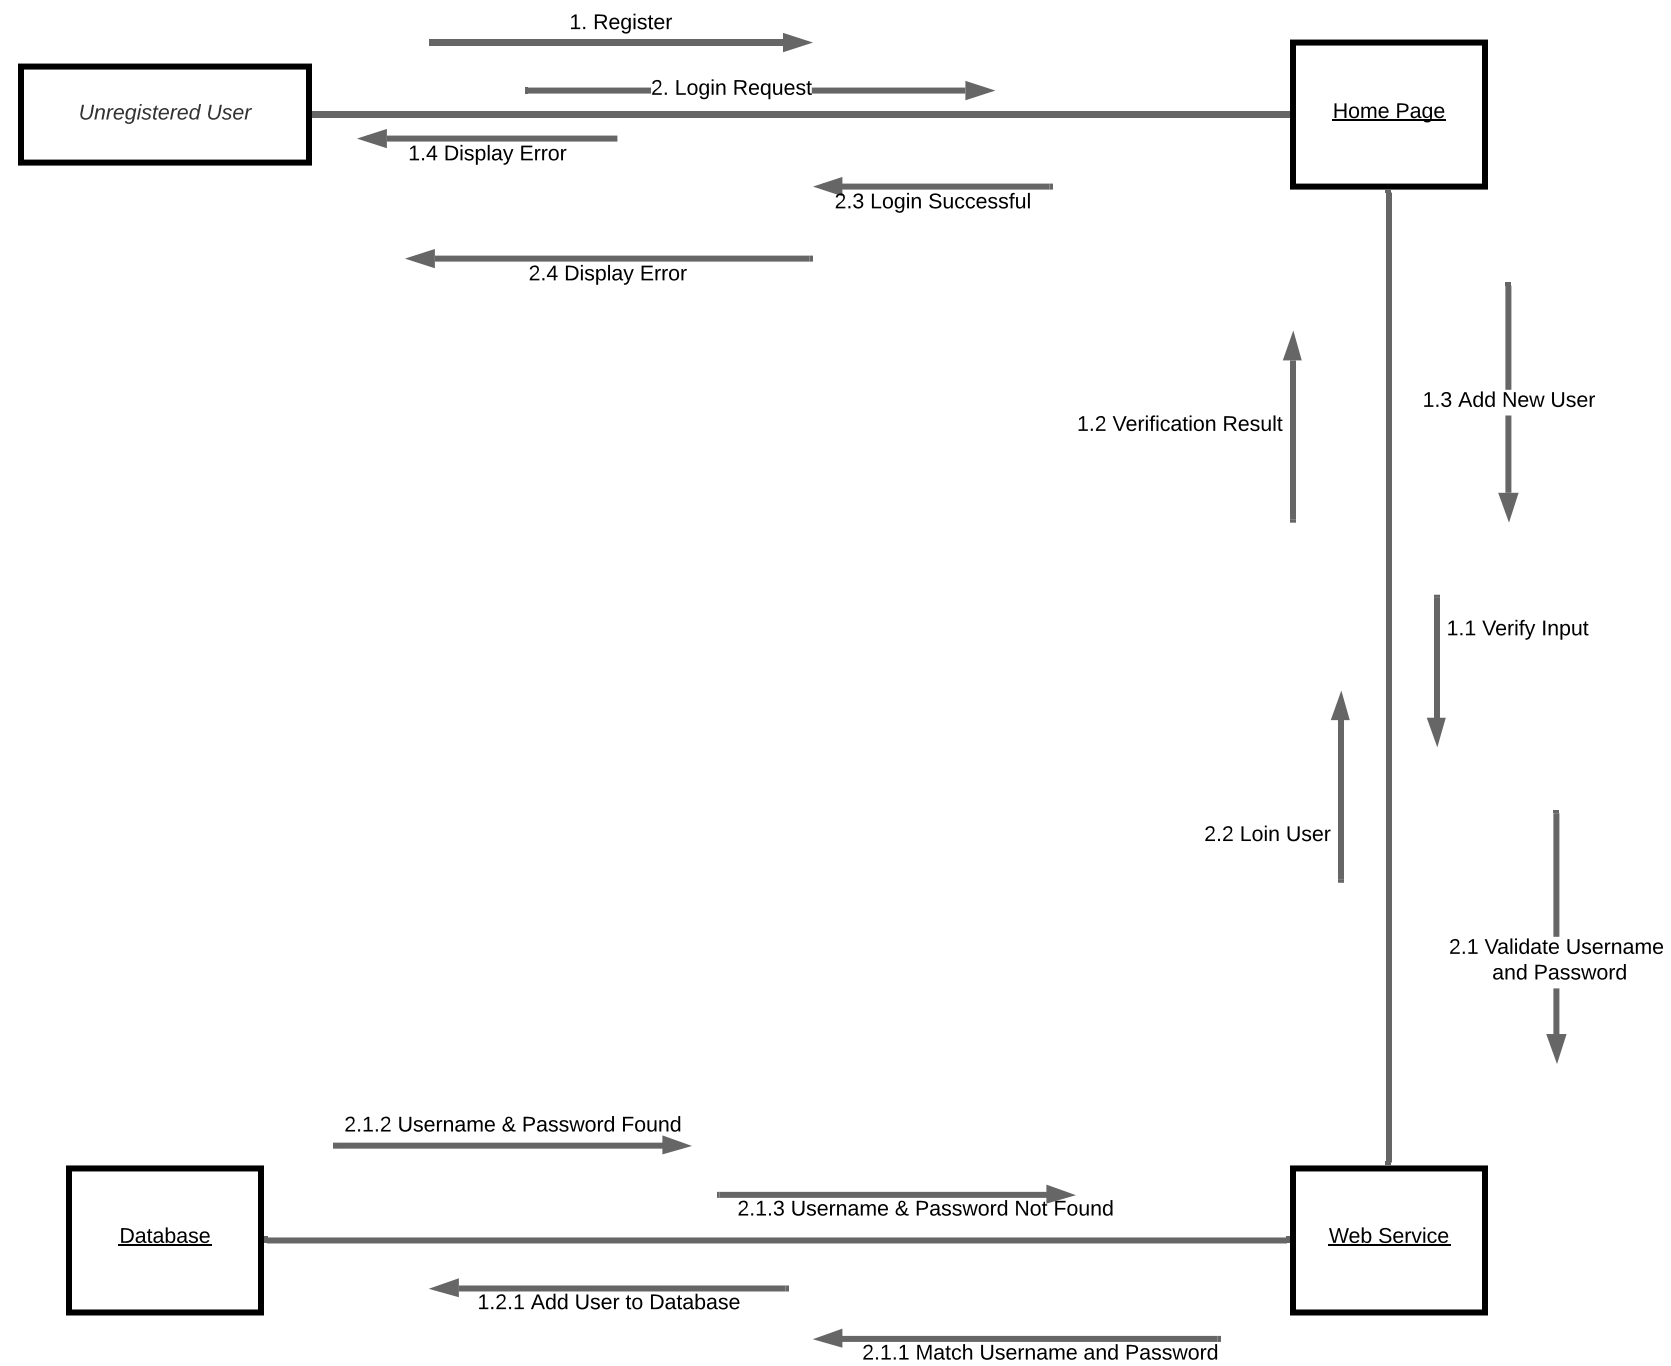 1. Register
2. Login Request
Unregistered User
Home Page
1.4 Display Error
2.3 Login Successful
2.4 Display Error
1.3 Add New User
1.2 Verification Result
1.1 Verify Input
2.2 Loin User
2.1 Validate Username
and Password
2.1.2 Username & Password Found
2.1.3 Username & Password Not Found
Database
Web Service
1.2.1 Add User to Database
2.1.1 Match Username and Password